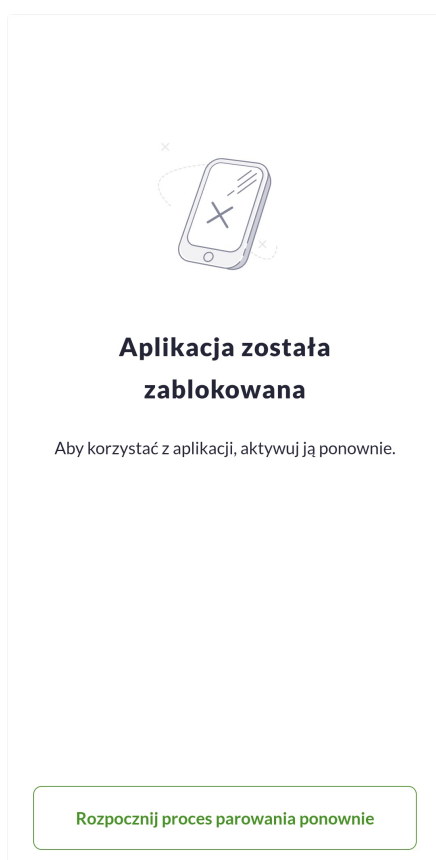 Aplikacja została
zablokowana
Aby korzystać z aplikacji, aktywuj ją ponownie.
Rozpocznij proces parowania ponownie